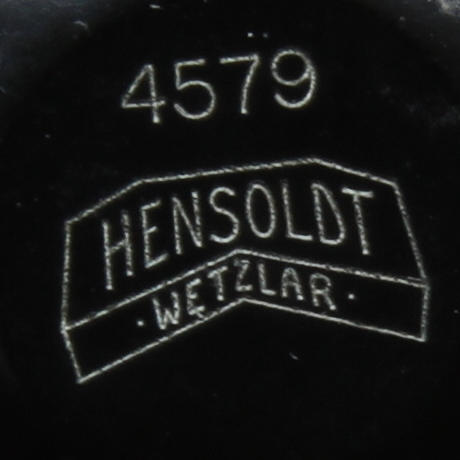 4579
HENSOLDT
· WETZLAR ·